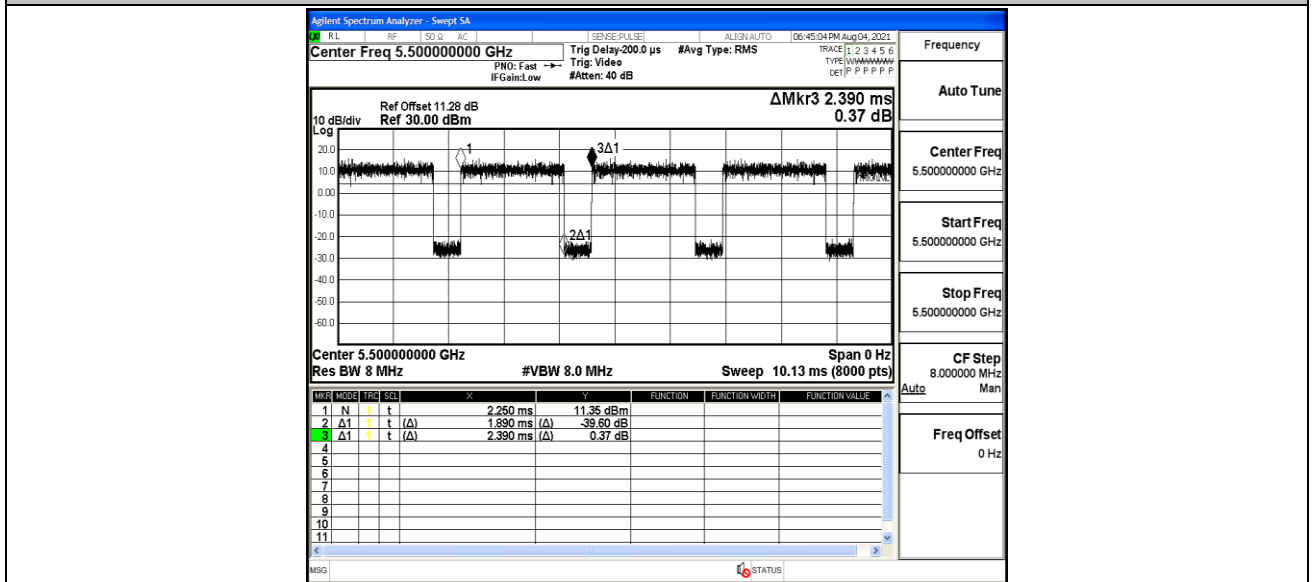 Agilent Spectrum Analyzer - Swept SA
RL RF 50 Ω AC SENSE:PULSE ALIGN AUTO 06:45:04 PM Aug 04, 2021
Center Freq 5.500000000 GHz
PNO: Fast
IFGain:Low
Trig Delay-200.0 µs
Trig: Video
#Atten: 40 dB
#Avg Type: RMS
TRACE 1 2 3 4 5 6
TYPE
DET P P P P P P
Frequency
Auto Tune
Ref Offset 11.28 dB
10 dB/div Ref 30.00 dBm
Log
ΔMkr3 2.390 ms
0.37 dB
20.0
10.0
0.00
-10.0
-20.0
-30.0
-40.0
-50.0
-60.0
1
3Δ1
2Δ1
Center Freq
5.500000000 GHz
Start Freq
5.500000000 GHz
Stop Freq
5.500000000 GHz
Center 5.500000000 GHz Span 0 Hz
Res BW 8 MHz #VBW 8.0 MHz Sweep 10.13 ms (8000 pts)
CF Step
8.000000 MHz
Auto Man
MKR MODE TRC SCL X Y FUNCTION FUNCTION WIDTH FUNCTION VALUE
1 N 1 t 2.250 ms 11.35 dBm
2 Δ1 1 t (Δ) 1.890 ms (Δ) -39.60 dB
3 Δ1 1 t (Δ) 2.390 ms (Δ) 0.37 dB
4
5
6
7
8
9
10
11
Freq Offset
0 Hz
MSG STATUS